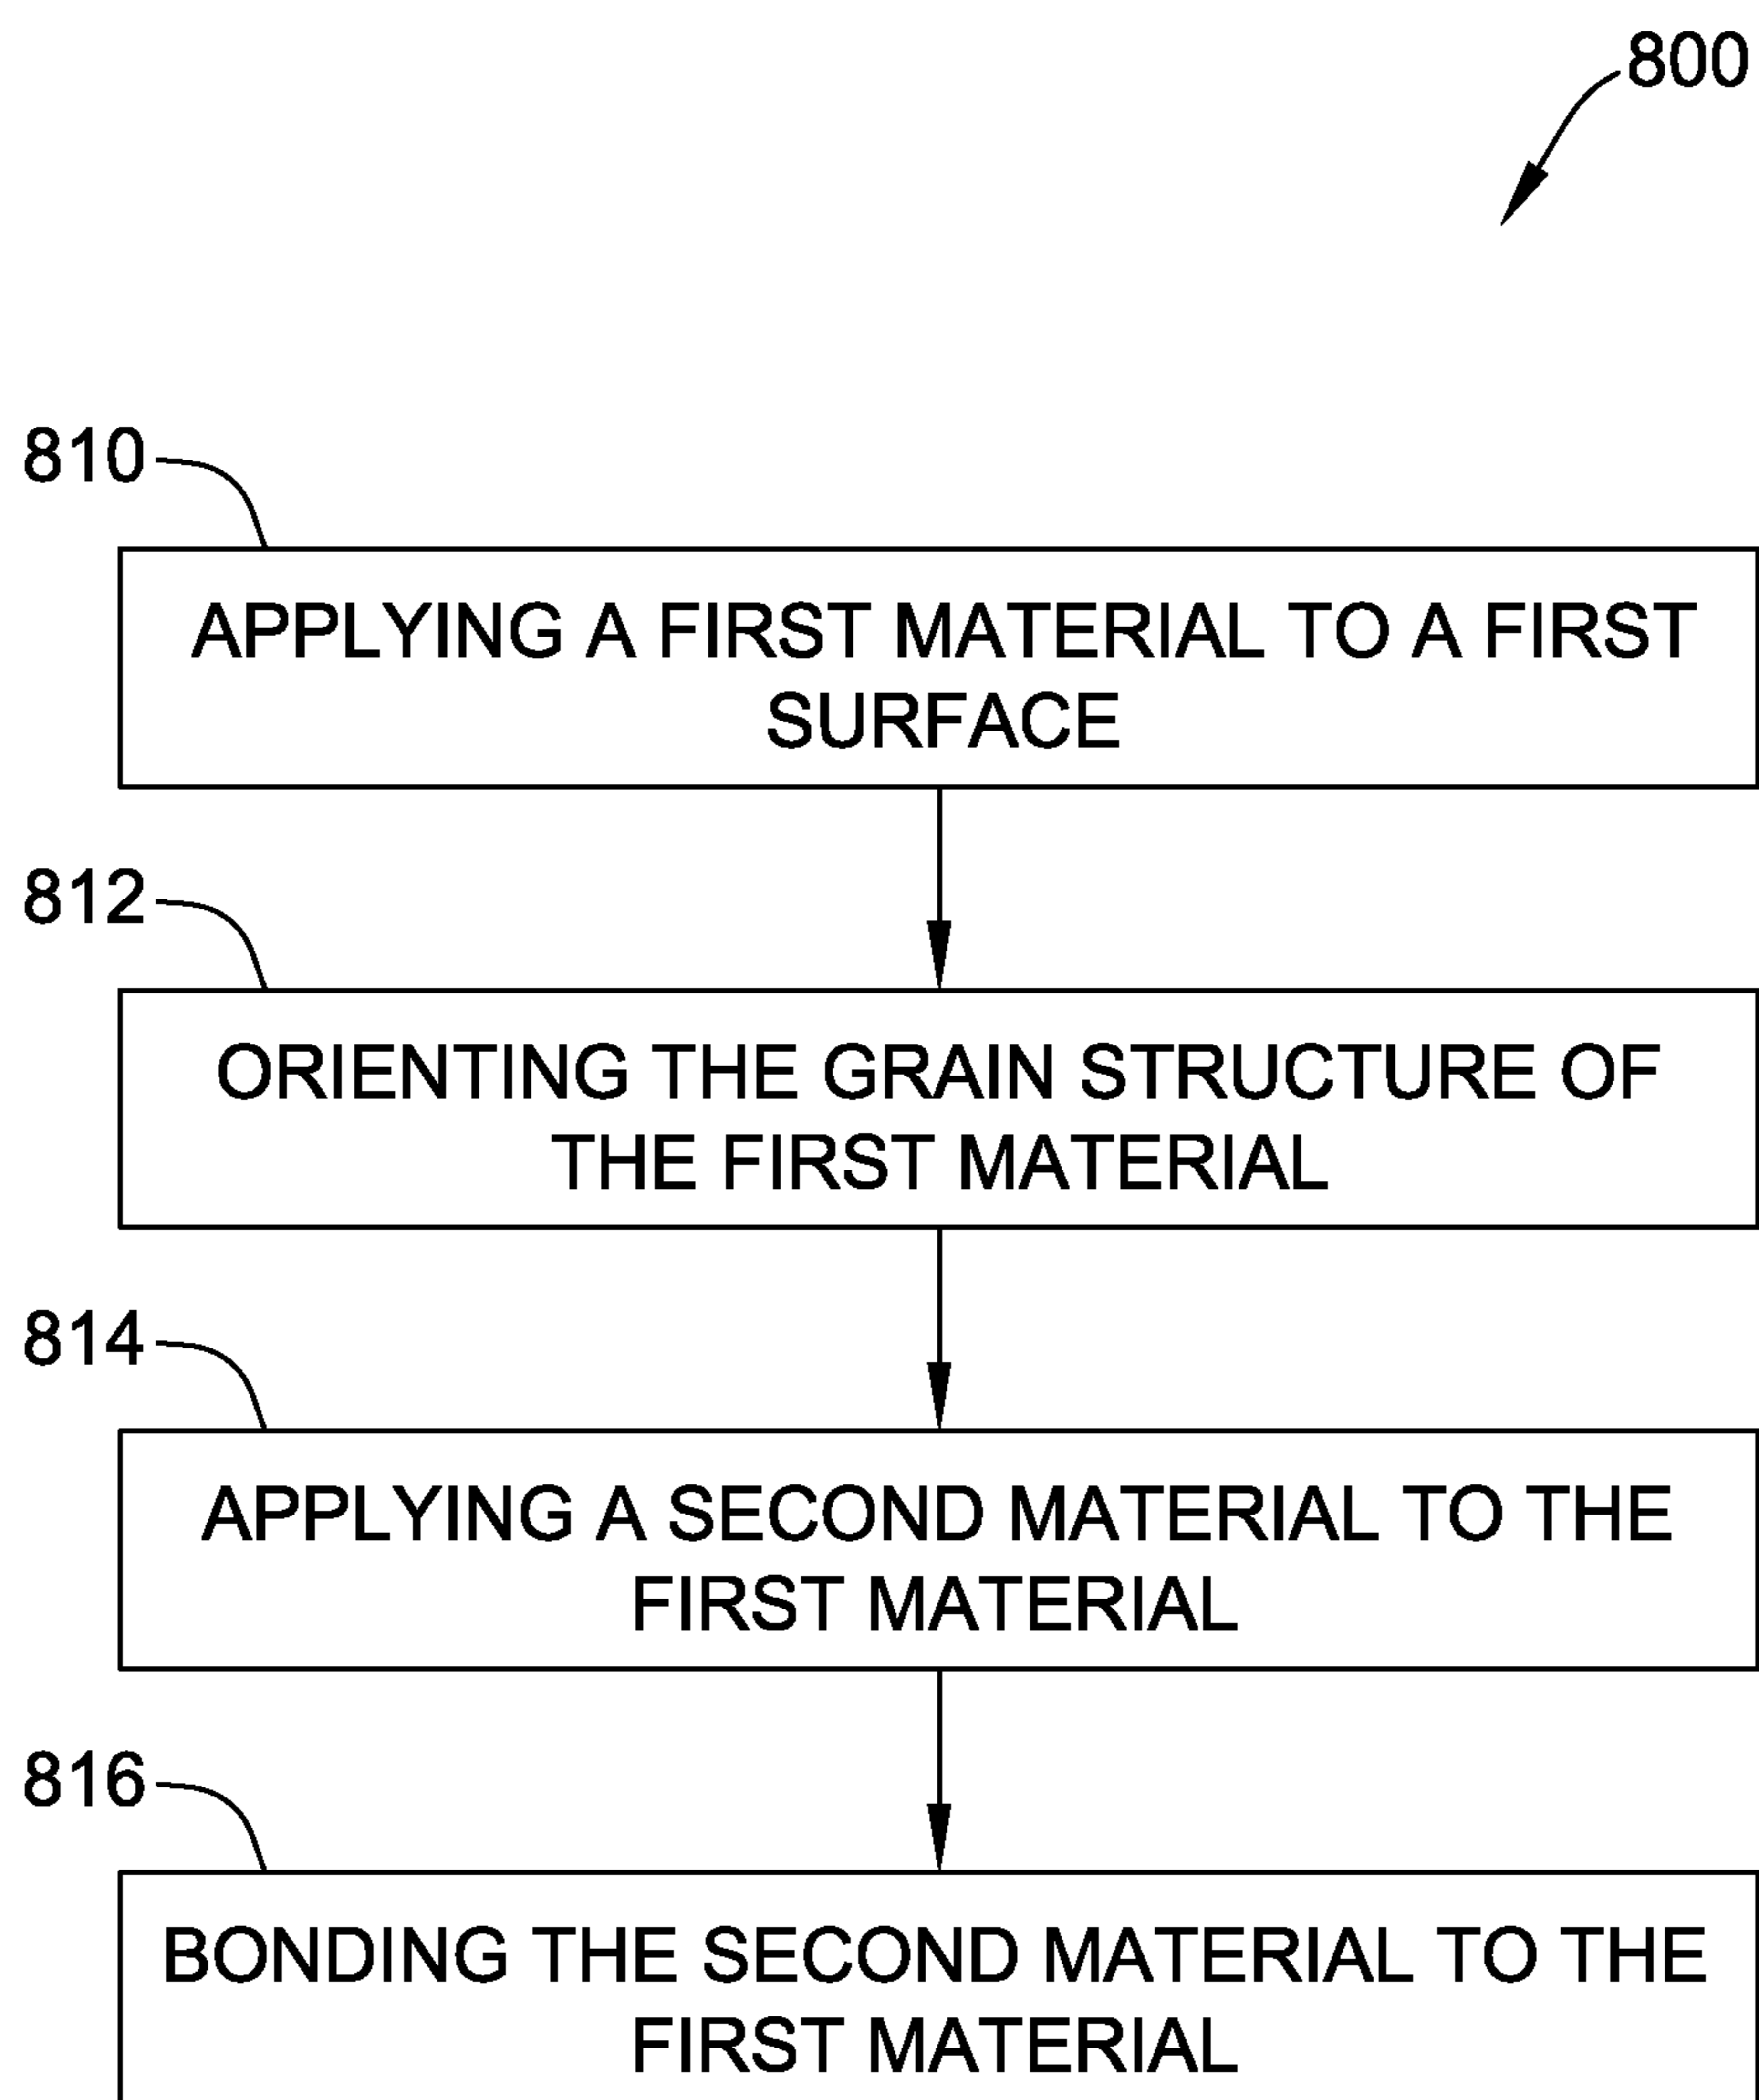 800
810
APPLYING A FIRST MATERIAL TO A FIRST
SURFACE
812
ORIENTING THE GRAIN STRUCTURE OF
THE FIRST MATERIAL
814
APPLYING A SECOND MATERIAL TO THE
FIRST MATERIAL
816
BONDING THE SECOND MATERIAL TO THE
FIRST MATERIAL